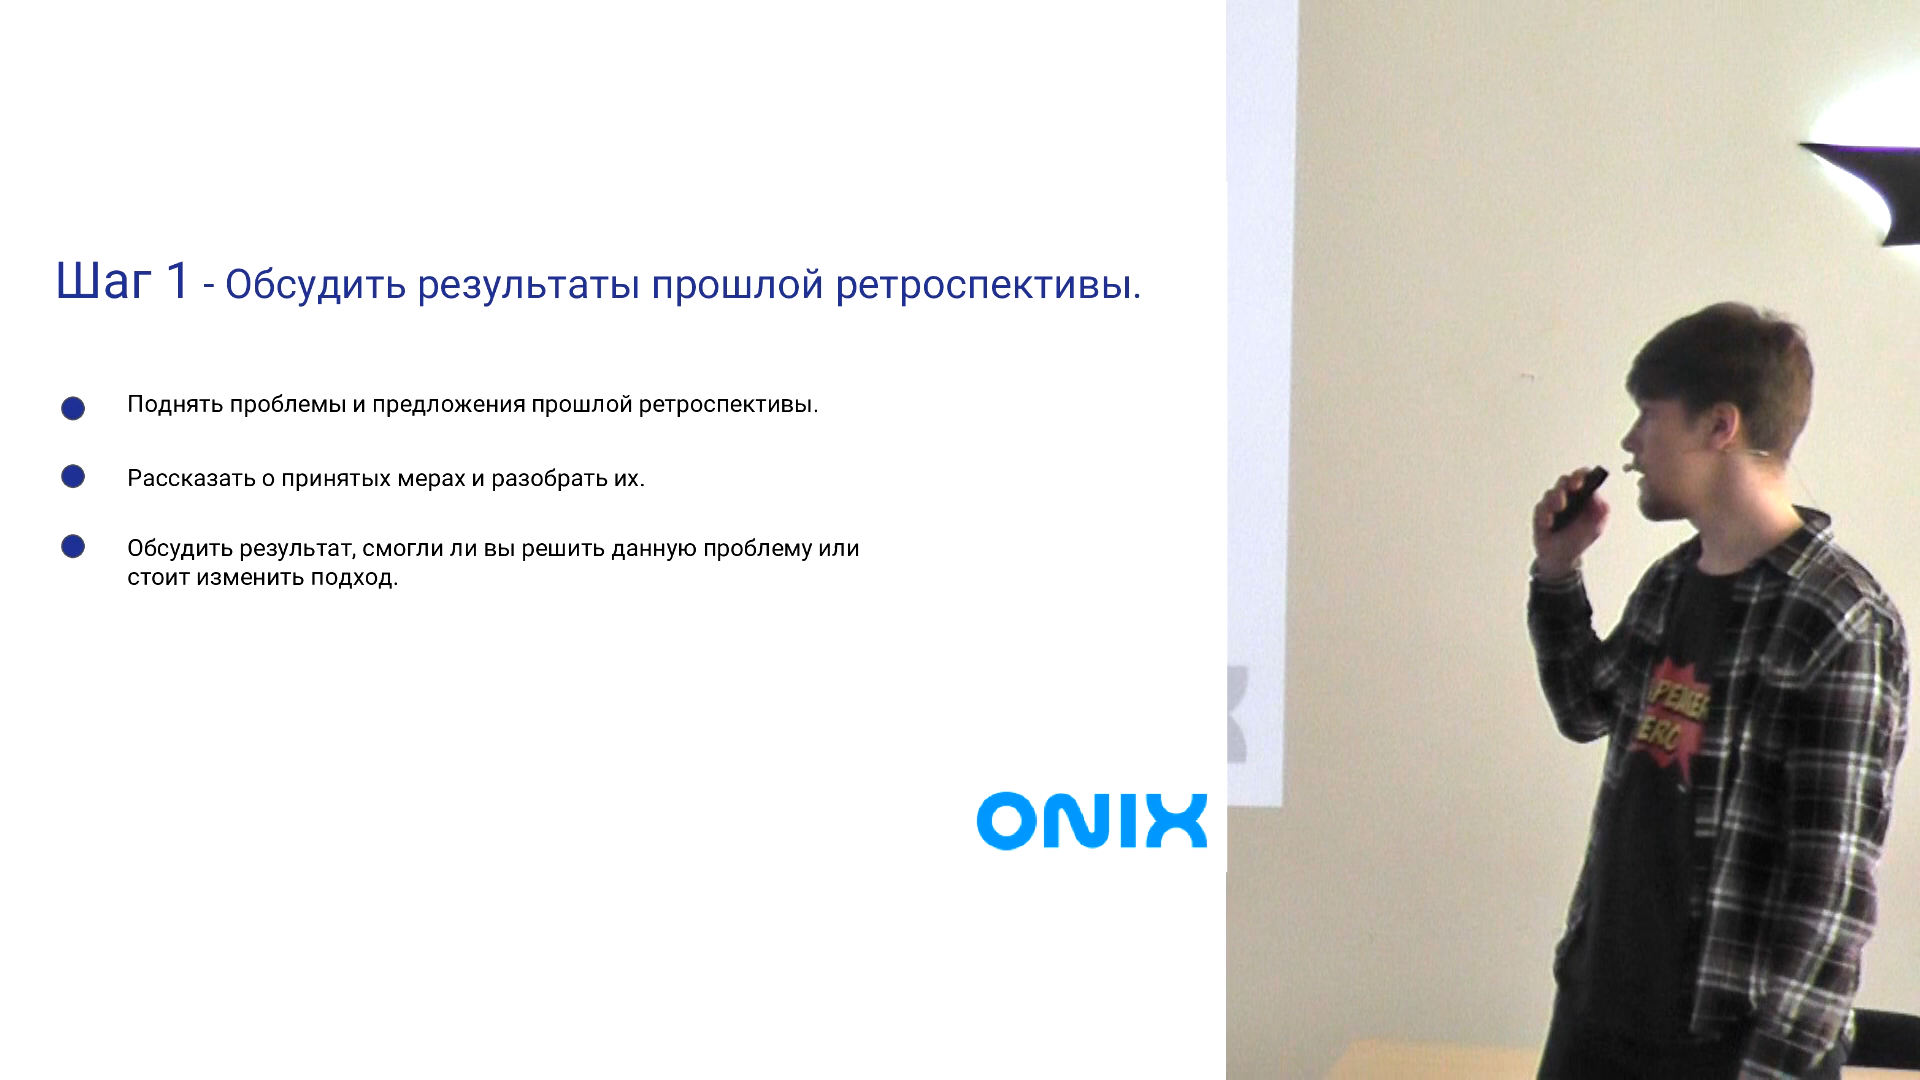 Шаг 1 - Обсудить результаты прошлой ретроспективы.
Поднять проблемы и предложения прошлой ретроспективы.
Рассказать о принятых мерах и разобрать их.
Обсудить результат, смогли ли вы решить данную проблему или
стоит изменить подход.
ONIX